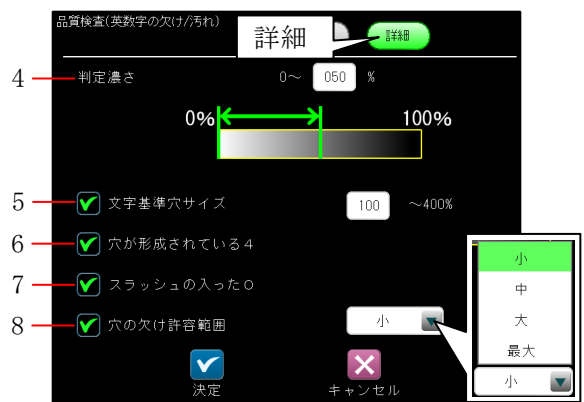 品質検査(英数字の欠け/汚れ)
詳細
詳細
4
判定濃さ
0～ 050 %
0%
100%
5
文字基準穴サイズ
100 ～400%
6
穴が形成されている4
7
スラッシュの入った0
8
穴の欠け許容範囲
小
小
中
大
最大
小
決定
キャンセル